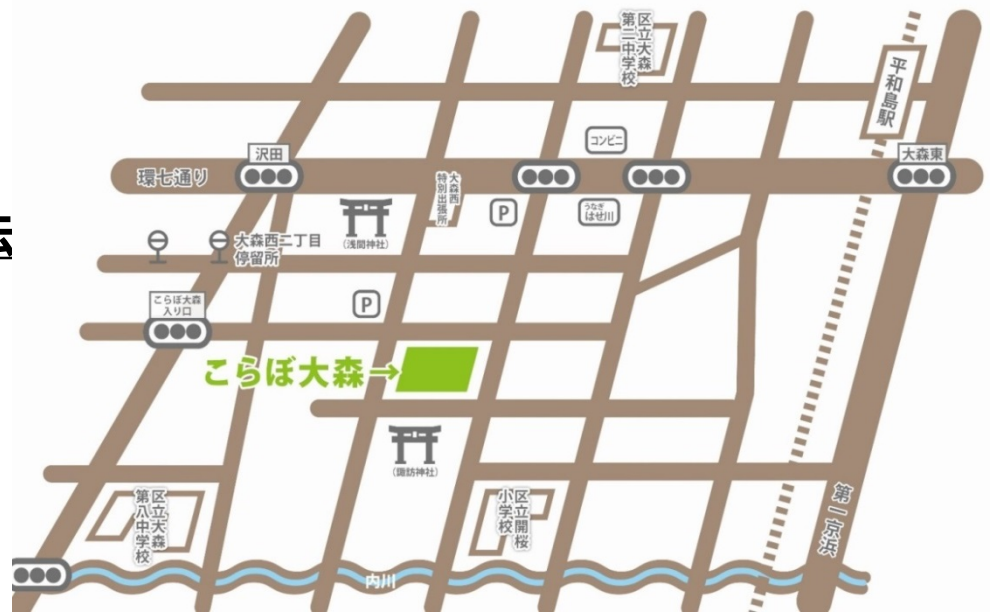 区立大森
第二中学校
平和島駅
コンビニ
沢田
大森東
環七通り
大森西
特別出張所
P
うなぎ
はせ川
(浅間神社)
大森西二丁目
停留所
こらぼ大森
入り口
P
こらぼ大森→
(諏訪神社)
区立大森
第八中学校
区立開桜
小学校
第一京浜
内川